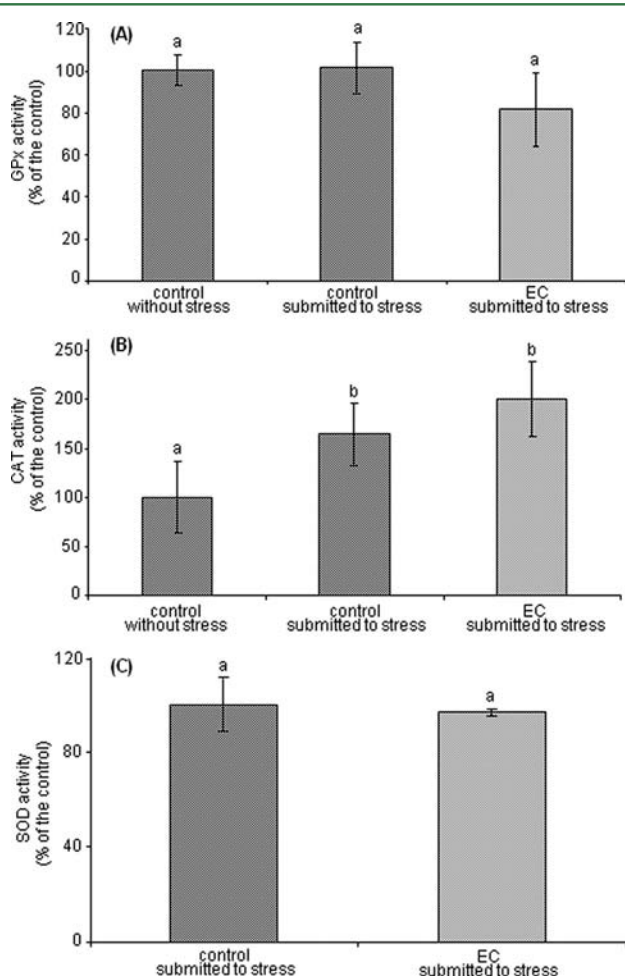 (A)
GPx activity
(% of the control)
120
100
80
60
40
20
0
a
a
a
control
without stress
control
submitted to stress
EC
submitted to stress
(B)
CAT activity
(% of the control)
250
200
150
100
50
0
a
b
b
control
without stress
control
submitted to stress
EC
submitted to stress
(C)
SOD activity
(% of the control)
120
80
40
0
a
a
control
submitted to stress
EC
submitted to stress